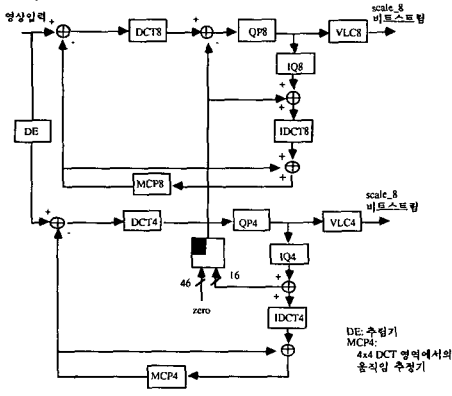 영상입력
scale_8
비트스트림
DCT8
QP8
VLC8
IQ8
IDCT8
DE
MCP8
scale_8
비트스트림
DCT4
QP4
VLC4
IQ4
46
16
zero
IDCT4
MCP4
DE: 추림기
MCP4:
4x4 DCT 영역에서의
움직임 추정기